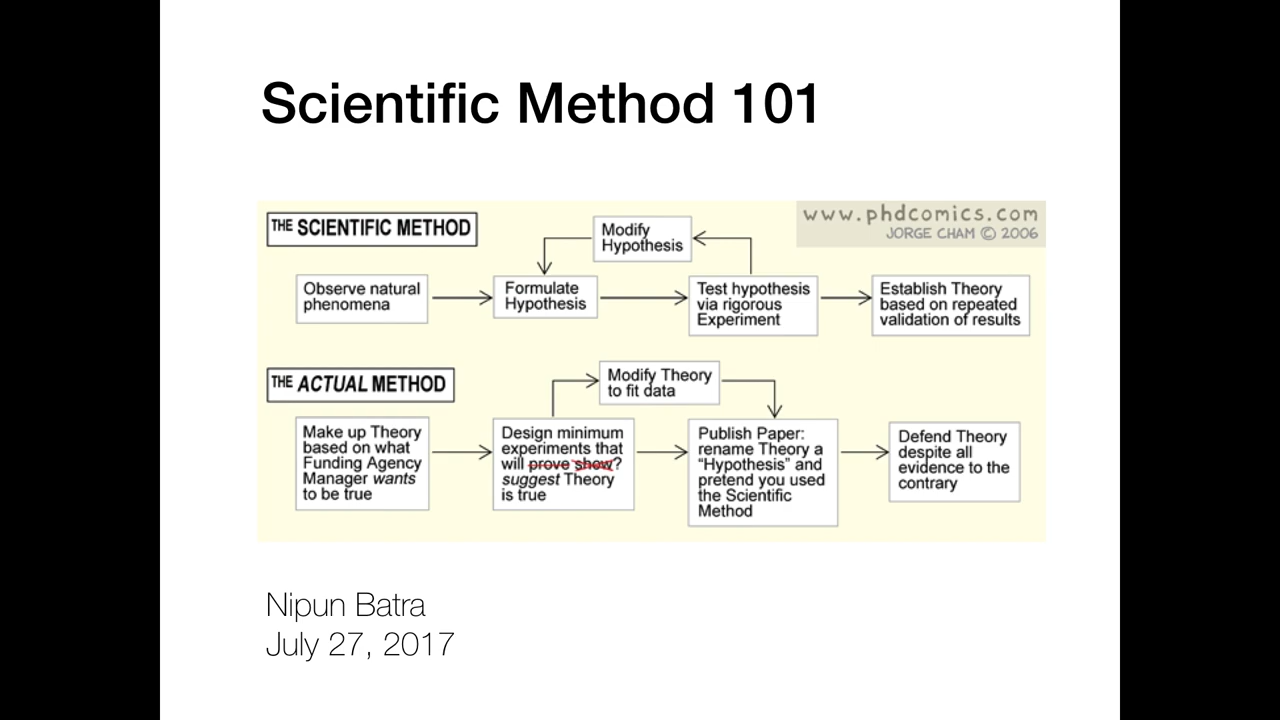 Scientific Method 101
www.phdcomics.com
JORGE CHAM © 2006
THE SCIENTIFIC METHOD
Modify
Hypothesis
Observe natural
phenomena
Formulate
Hypothesis
Test hypothesis
via rigorous
Experiment
Establish Theory
based on repeated
validation of results
THE ACTUAL METHOD
Modify Theory
to fit data
Make up Theory
based on what
Funding Agency
Manager wants
to be true
Design minimum
experiments that
will prove show?
suggest Theory
is true
Publish Paper:
rename Theory a
“Hypothesis” and
pretend you used
the Scientific
Method
Defend Theory
despite all
evidence to the
contrary
Nipun Batra
July 27, 2017